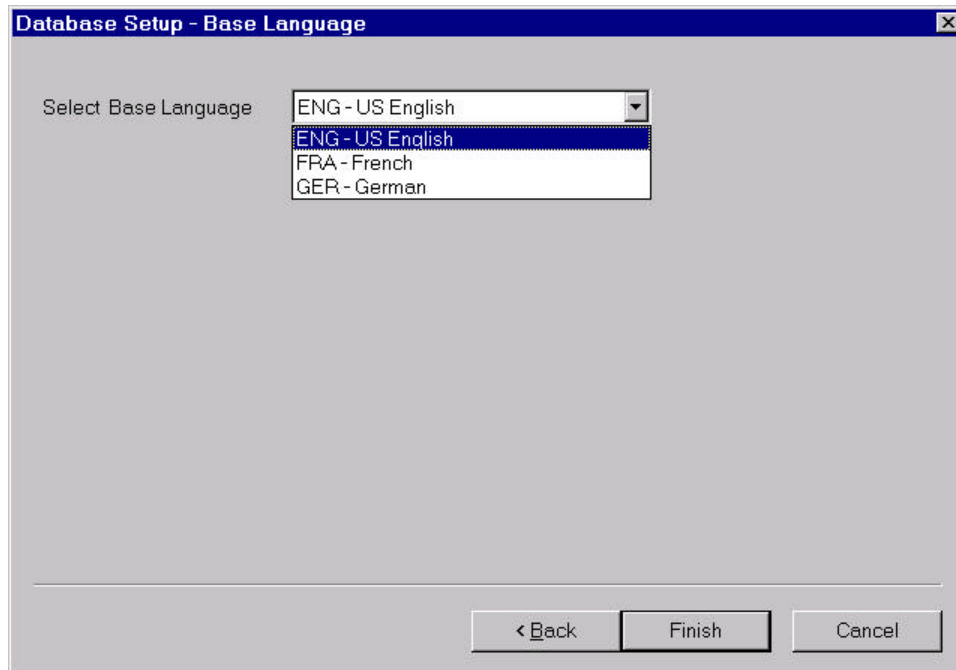 Database Setup - Base Language
Select Base Language
ENG - US English
ENG - US English
FRA - French
GER - German
< Back
Finish
Cancel